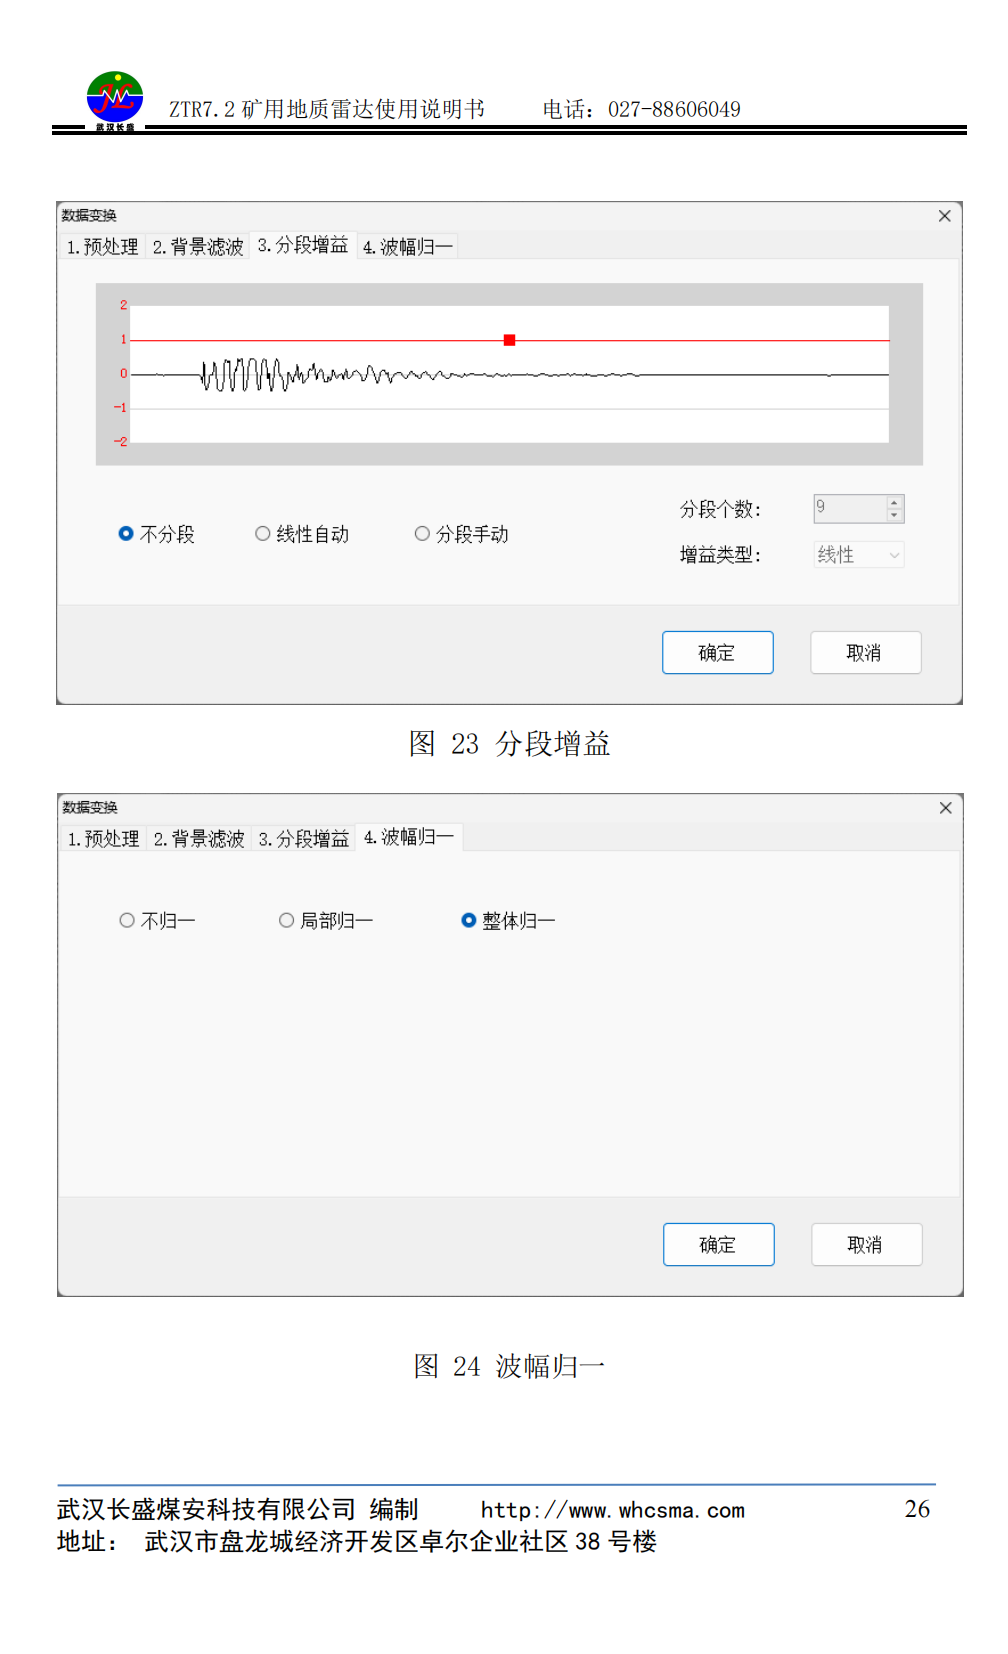 武汉长盛
ZTR7.2 矿用地质雷达使用说明书 电话：027-88606049
数据变换
1.预处理 2.背景滤波 3.分段增益 4.波幅归一
2
1
0
-1
-2
不分段 线性自动 分段手动
分段个数: 9
增益类型: 线性
确定 取消
图 23 分段增益
数据变换
1.预处理 2.背景滤波 3.分段增益 4.波幅归一
不归一 局部归一 整体归一
确定 取消
图 24 波幅归一
武汉长盛煤安科技有限公司 编制 http://www.whcsma.com 26
地址： 武汉市盘龙城经济开发区卓尔企业社区 38 号楼